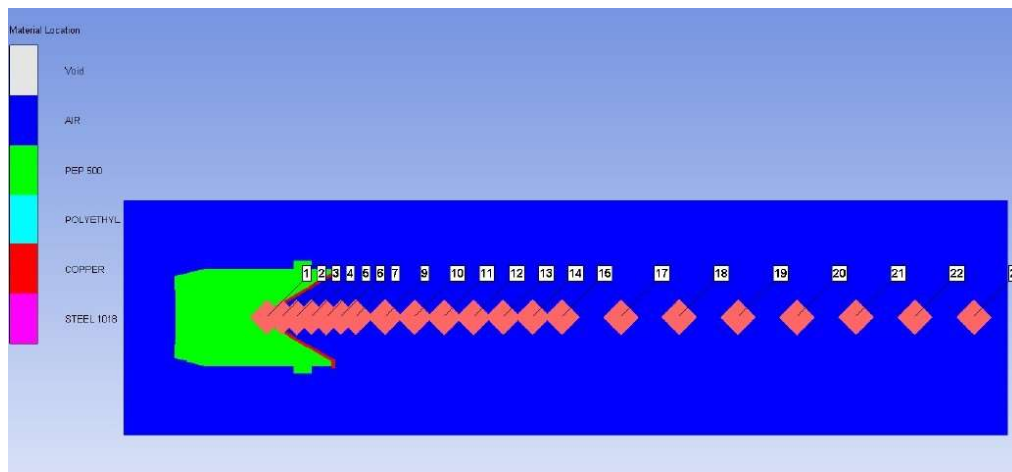 Material Location
Void
AIR
PEP 500
POLYETHYL
COPPER
STEEL 1018
1 2 3 4 5 6 7 9 10 11 12 13 14 15 17 18 19 20 21 22